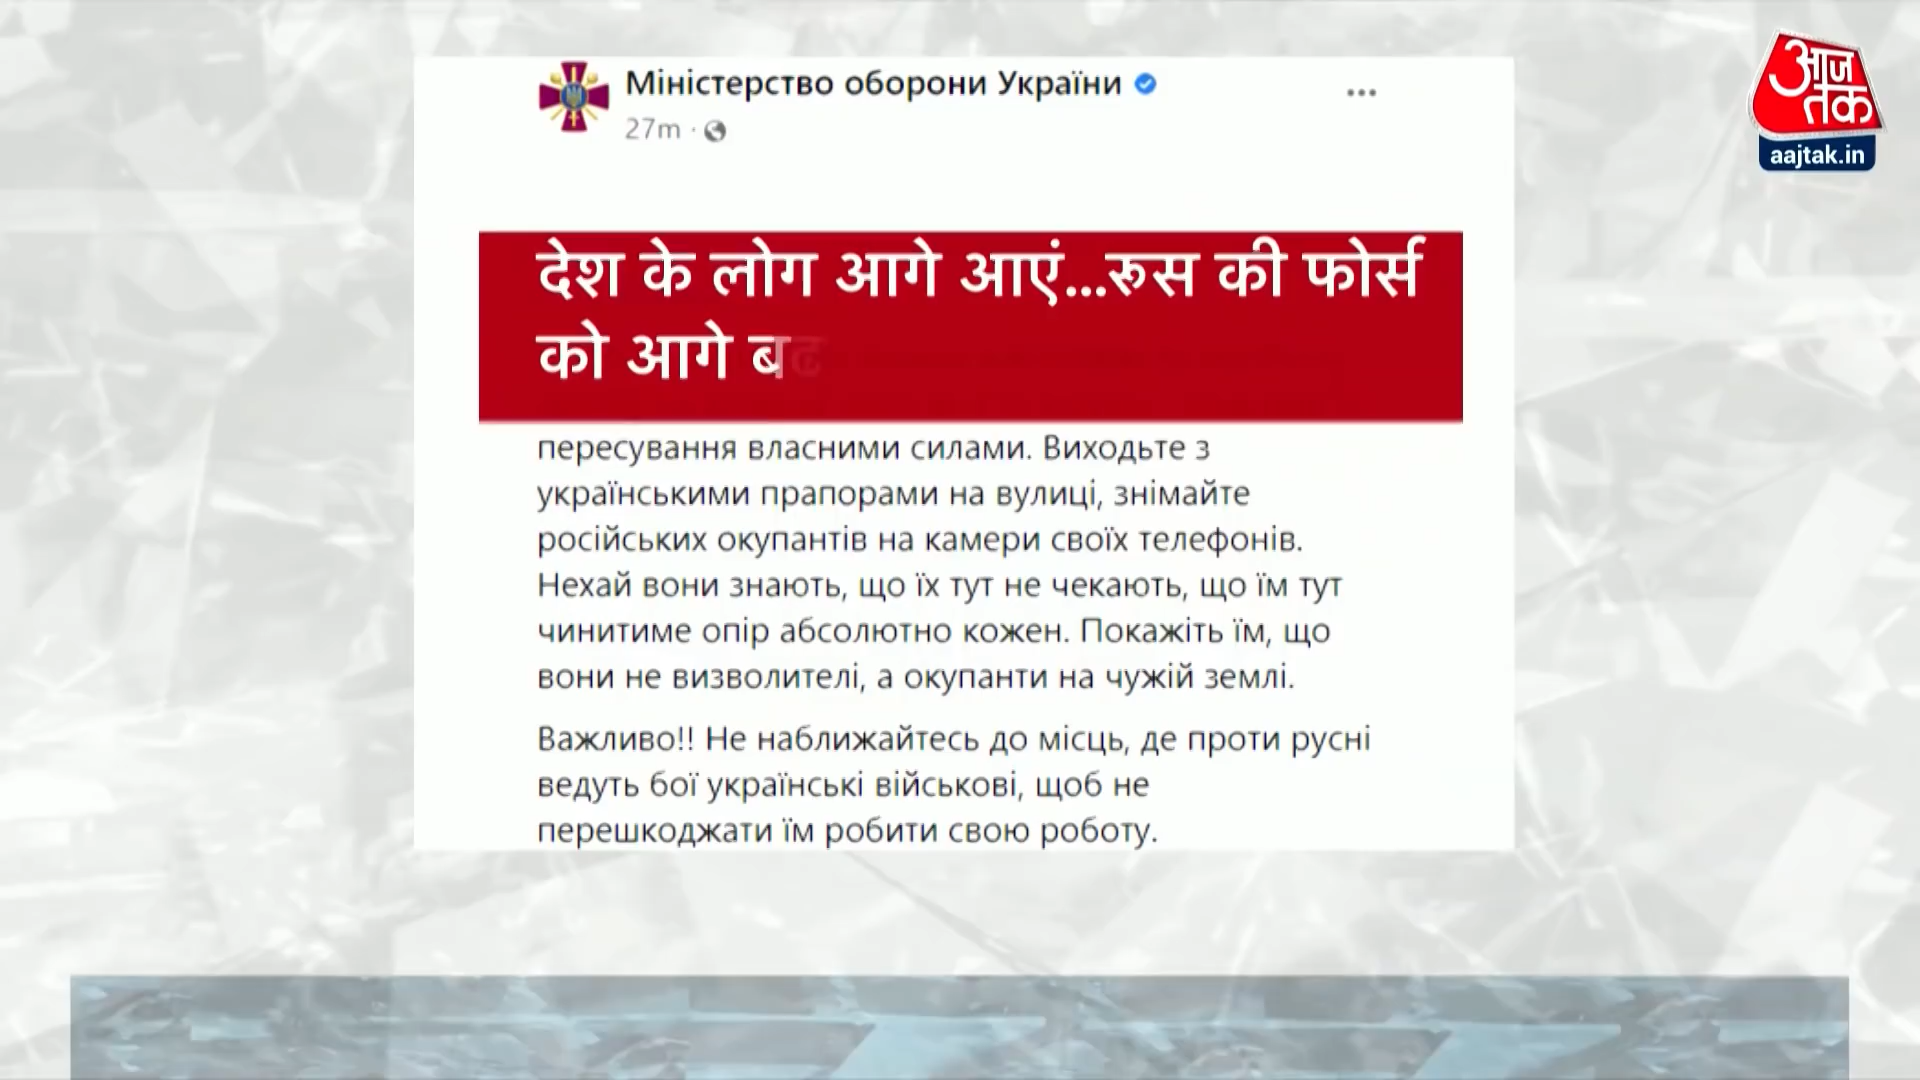 Міністерство оборони України
27m ·
आज
तक
aajtak.in
देश के लोग आगे आएं...रूस की फोर्स
को आगे
пересування власними силами. Виходьте з
українськими прапорами на вулиці, знімайте
російських окупантів на камери своїх телефонів.
Нехай вони знають, що їх тут не чекають, що їм тут
чинитиме опір абсолютно кожен. Покажіть їм, що
вони не визволителі, а окупанти на чужій землі.
Важливо!! Не наближайтесь до місць, де проти русні
ведуть бої українські військові, щоб не
перешкоджати їм робити свою роботу.